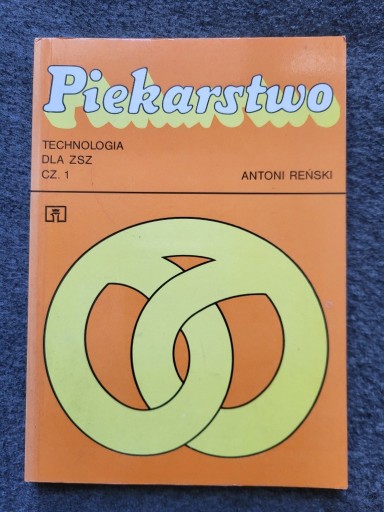 Piekarstwo
TECHNOLOGIA
DLA ZSZ
CZ. 1
ANTONI REŃSKI